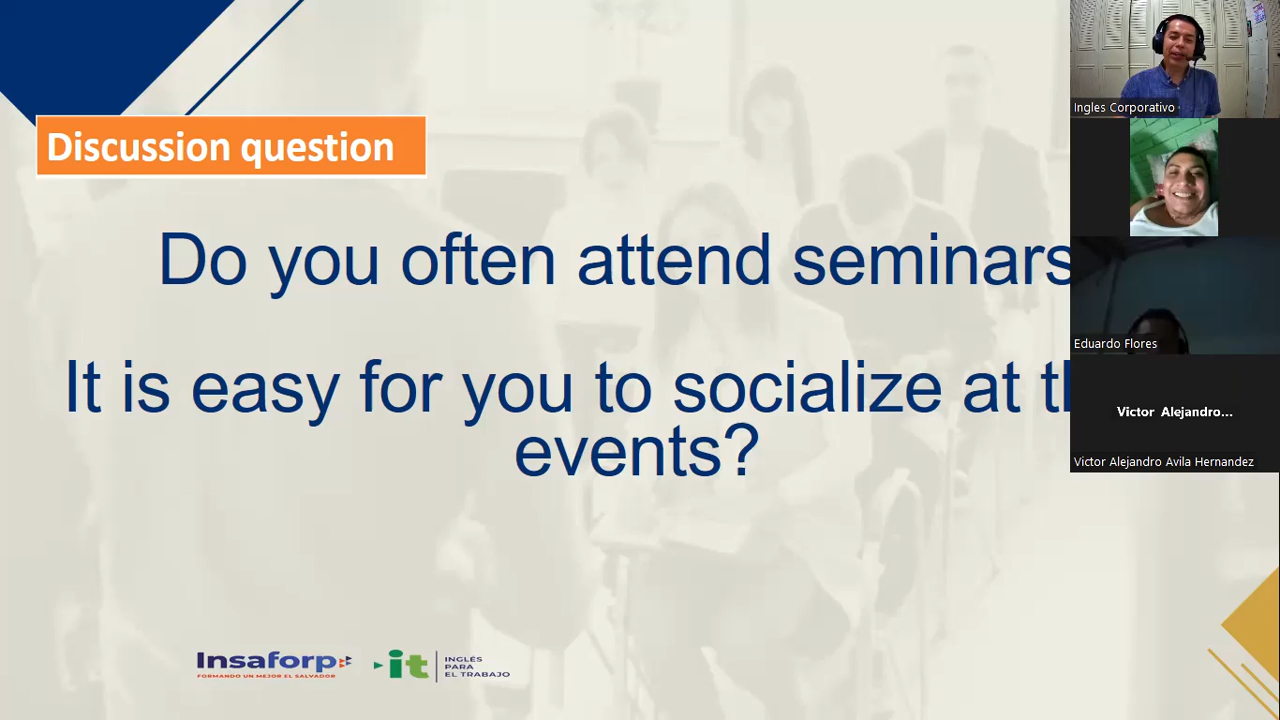 Discussion question
Do you often attend seminars
It is easy for you to socialize at
events?
Insaforp
FORMANDO UN MEJOR EL SALVADOR
it
INGLÉS
PARA
EL TRABAJO
Ingles Corporativo
Eduardo Flores
Victor Alejandro...
Victor Alejandro Avila Hernandez